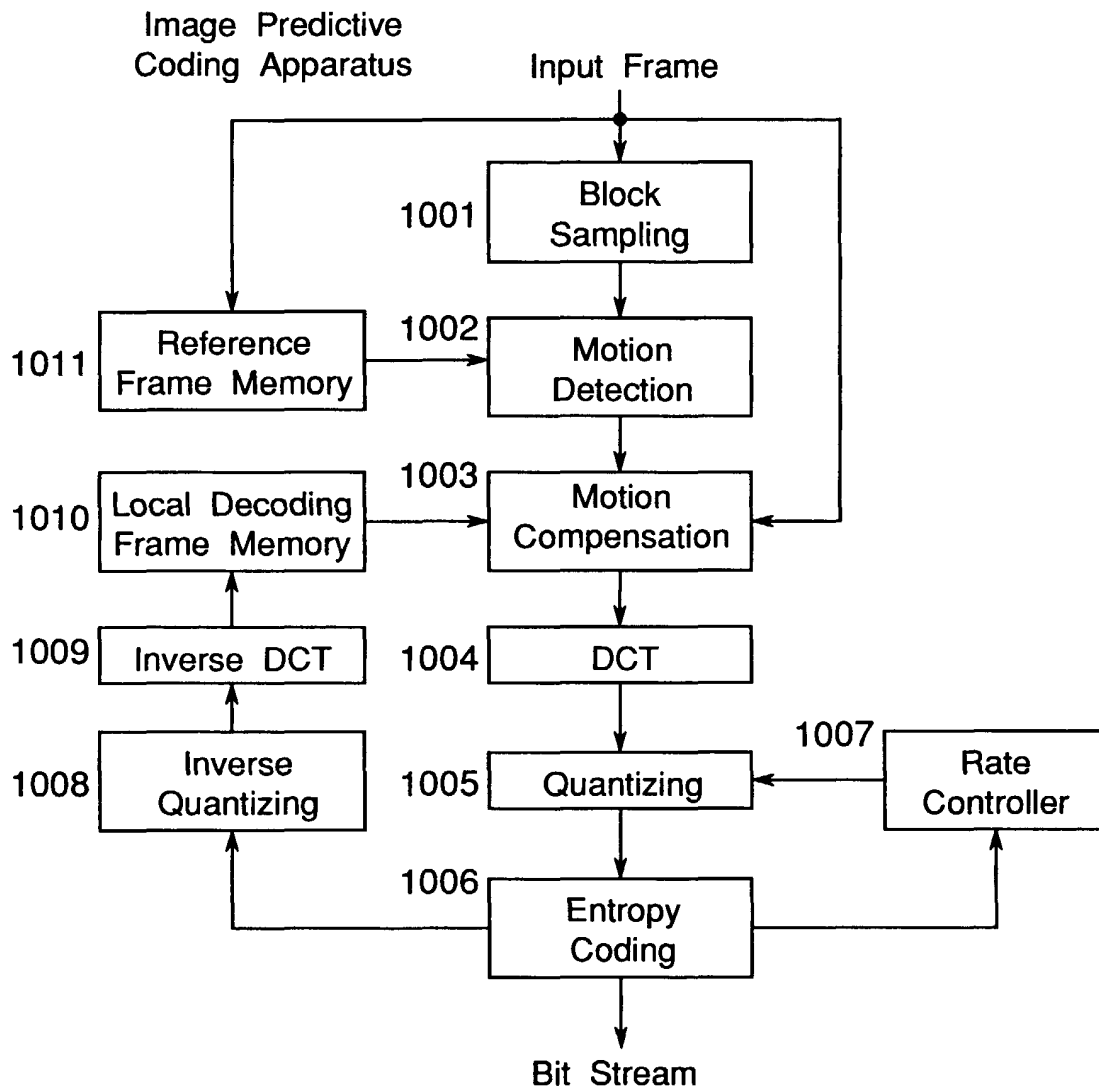 Image Predictive
Coding Apparatus
Input Frame
1001
Block
Sampling
1011
Reference
Frame Memory
1002
Motion
Detection
1010
Local Decoding
Frame Memory
1003
Motion
Compensation
1009
Inverse DCT
1004
DCT
1008
Inverse
Quantizing
1005
Quantizing
1007
Rate
Controller
1006
Entropy
Coding
Bit Stream